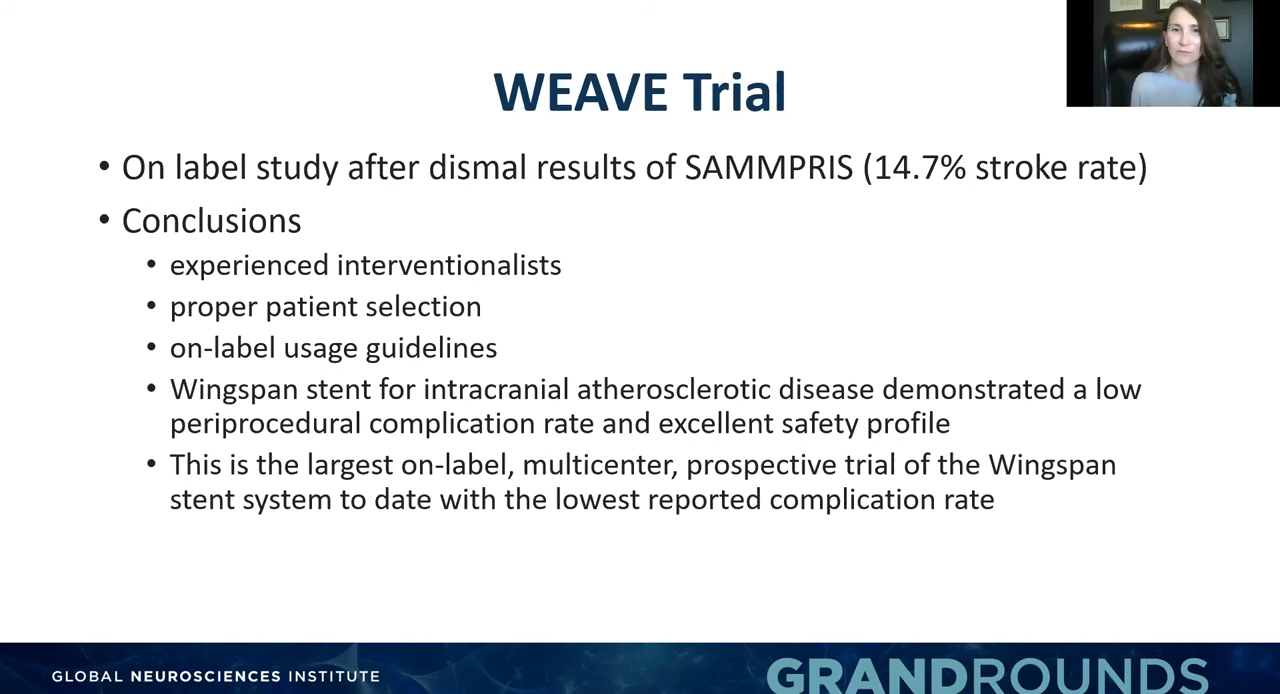 WEAVE Trial
• On label study after dismal results of SAMMPRIS (14.7% stroke rate)
• Conclusions
• experienced interventionalists
• proper patient selection
• on-label usage guidelines
• Wingspan stent for intracranial atherosclerotic disease demonstrated a low
periprocedural complication rate and excellent safety profile
• This is the largest on-label, multicenter, prospective trial of the Wingspan
stent system to date with the lowest reported complication rate
GLOBAL NEUROSCIENCES INSTITUTE
GRANDROUNDS